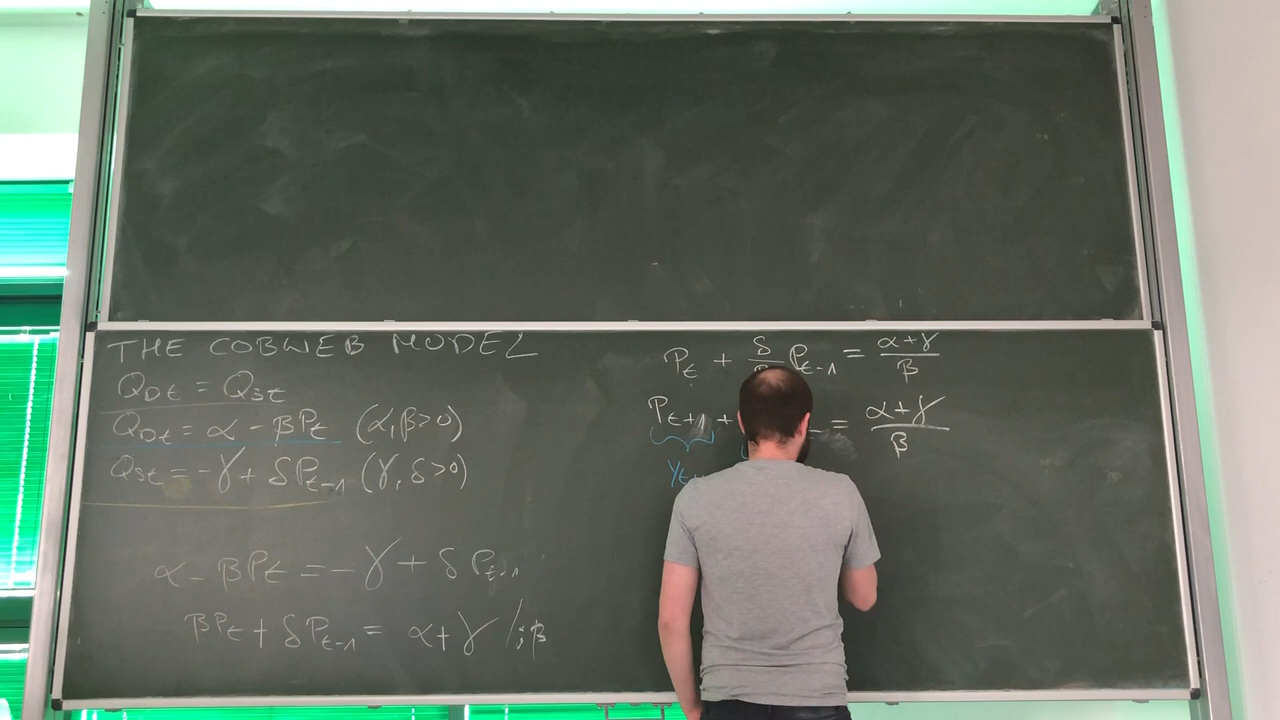 THE COBWEB MODEL
Q_Dt = Q_St
Q_Dt = α - βP_t (α,β>0)
Q_St = -γ + δP_t-1 (γ,δ>0)
α - βP_t = -γ + δP_t-1
βP_t + δP_t-1 = α+γ /:β
P_t + δ/ P_t-1 = α+γ/β
P_t+1 + = α+γ/β
Y_t